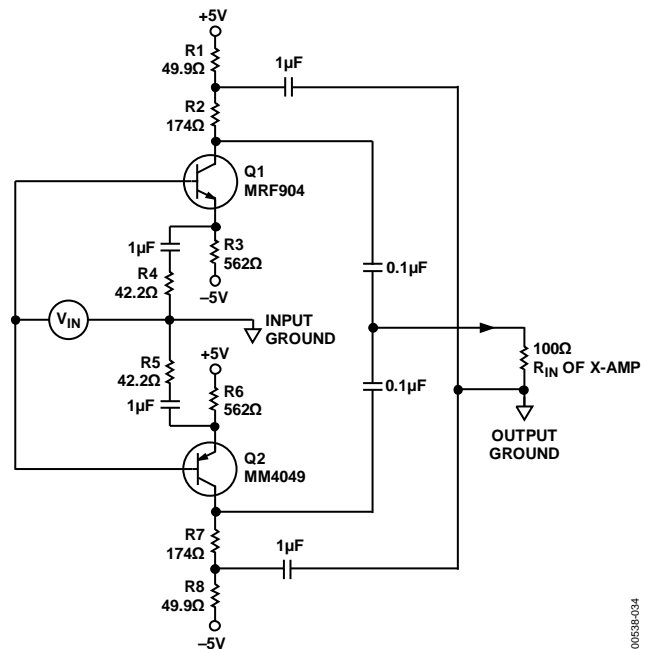 +5V
R1
49.9Ω
1µF
R2
174Ω
Q1
MRF904
1µF
R3
562Ω
R4
42.2Ω
–5V
0.1µF
VIN
INPUT
GROUND
100Ω
RIN OF X-AMP
R5
42.2Ω
+5V
1µF
R6
562Ω
0.1µF
OUTPUT
GROUND
Q2
MM4049
R7
174Ω
1µF
R8
49.9Ω
–5V
00538-034